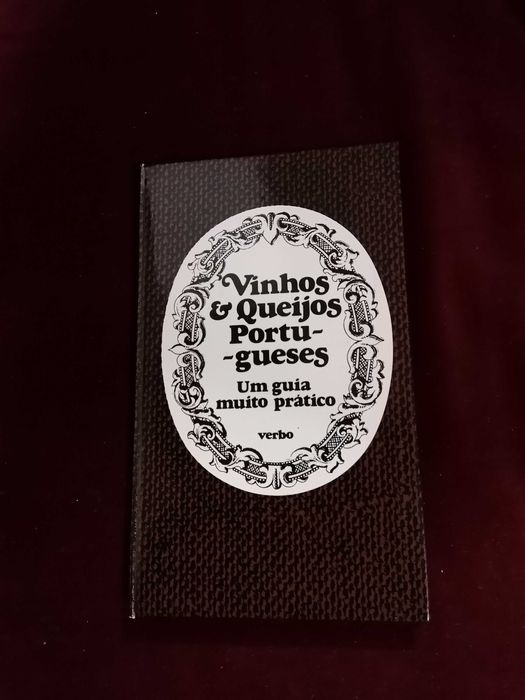 Vinhos
& Queijos
Portu-
-gueses
Um guia
muito prático
verbo